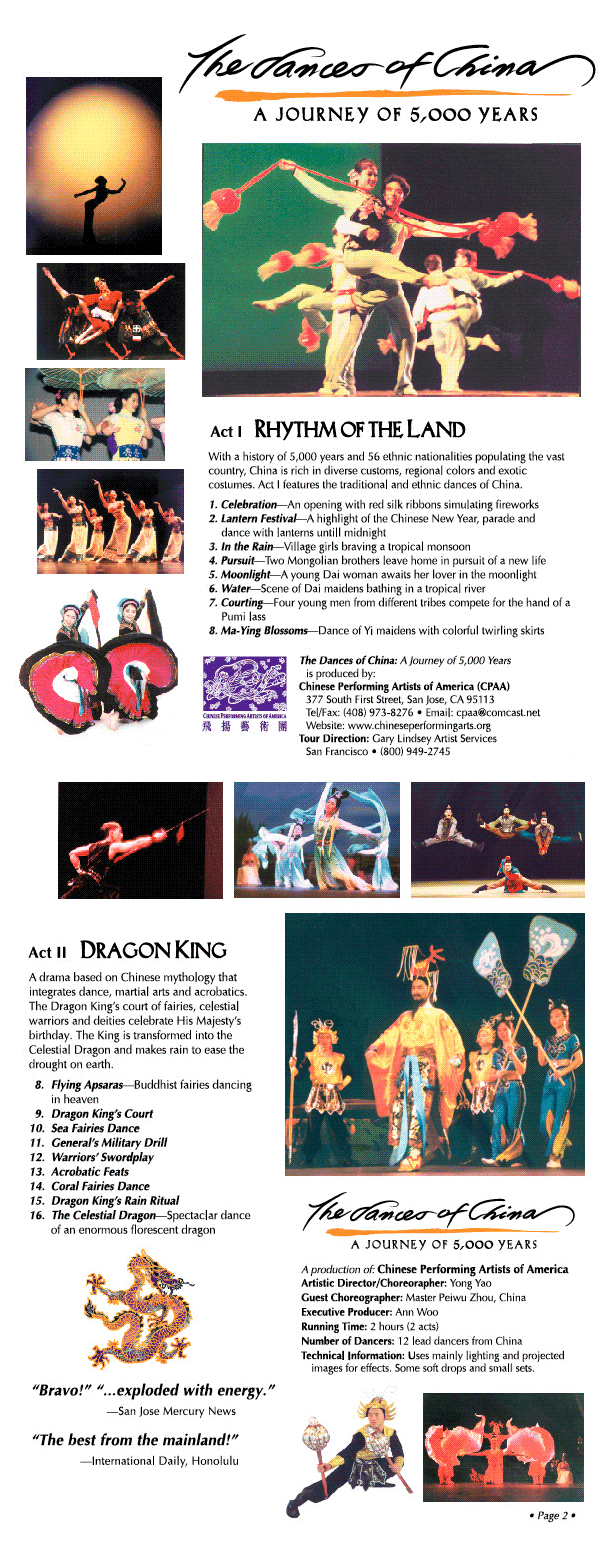 The Dances of China
A JOURNEY OF 5,000 YEARS
Act I RHYTHM OF THE LAND
With a history of 5,000 years and 56 ethnic nationalities populating the vast
country, China is rich in diverse customs, regional colors and exotic
costumes. Act I features the traditional and ethnic dances of China.
1. Celebration—An opening with red silk ribbons simulating fireworks
2. Lantern Festival—A highlight of the Chinese New Year, parade and
dance with lanterns untill midnight
3. In the Rain—Village girls braving a tropical monsoon
4. Pursuit—Two Mongolian brothers leave home in pursuit of a new life
5. Moonlight—A young Dai woman awaits her lover in the moonlight
6. Water—Scene of Dai maidens bathing in a tropical river
7. Courting—Four young men from different tribes compete for the hand of a
Pumi lass
8. Ma-Ying Blossoms—Dance of Yi maidens with colorful twirling skirts
CHINESE PERFORMING ARTISTS OF AMERICA
飛揚藝術團
The Dances of China: A Journey of 5,000 Years
is produced by:
Chinese Performing Artists of America (CPAA)
377 South First Street, San Jose, CA 95113
Tel/Fax: (408) 973-8276 • Email: cpaa@comcast.net
Website: www.chineseperformingarts.org
Tour Direction: Gary Lindsey Artist Services
San Francisco • (800) 949-2745
Act II DRAGON KING
A drama based on Chinese mythology that
integrates dance, martial arts and acrobatics.
The Dragon King's court of fairies, celestial
warriors and deities celebrate His Majesty's
birthday. The King is transformed into the
Celestial Dragon and makes rain to ease the
drought on earth.
8. Flying Apsaras—Buddhist fairies dancing
in heaven
9. Dragon King's Court
10. Sea Fairies Dance
11. General's Military Drill
12. Warriors' Swordplay
13. Acrobatic Feats
14. Coral Fairies Dance
15. Dragon King's Rain Ritual
16. The Celestial Dragon—Spectaclar dance
of an enormous florescent dragon
"Bravo!" "...exploded with energy."
—San Jose Mercury News
"The best from the mainland!"
—International Daily, Honolulu
The Dances of China
A JOURNEY OF 5,000 YEARS
A production of: Chinese Performing Artists of America
Artistic Director/Choreorapher: Yong Yao
Guest Choreographer: Master Peiwu Zhou, China
Executive Producer: Ann Woo
Running Time: 2 hours (2 acts)
Number of Dancers: 12 lead dancers from China
Technical Information: Uses mainly lighting and projected
images for effects. Some soft drops and small sets.
• Page 2 •